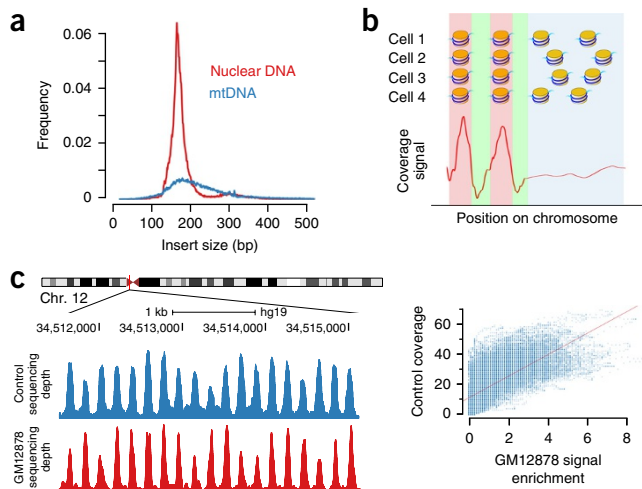 a
Frequency
0.06
0.04
0.02
0
Nuclear DNA
mtDNA
0 100 200 300 400 500
Insert size (bp)
b
Cell 1
Cell 2
Cell 3
Cell 4
Coverage
signal
Position on chromosome
c
Chr. 12
1 kb hg19
34,512,000 34,513,000 34,514,000 34,515,000
Control
sequencing
depth
GM12878
sequencing
depth
Control coverage
60
40
20
0
0 2 4 6 8
GM12878 signal
enrichment